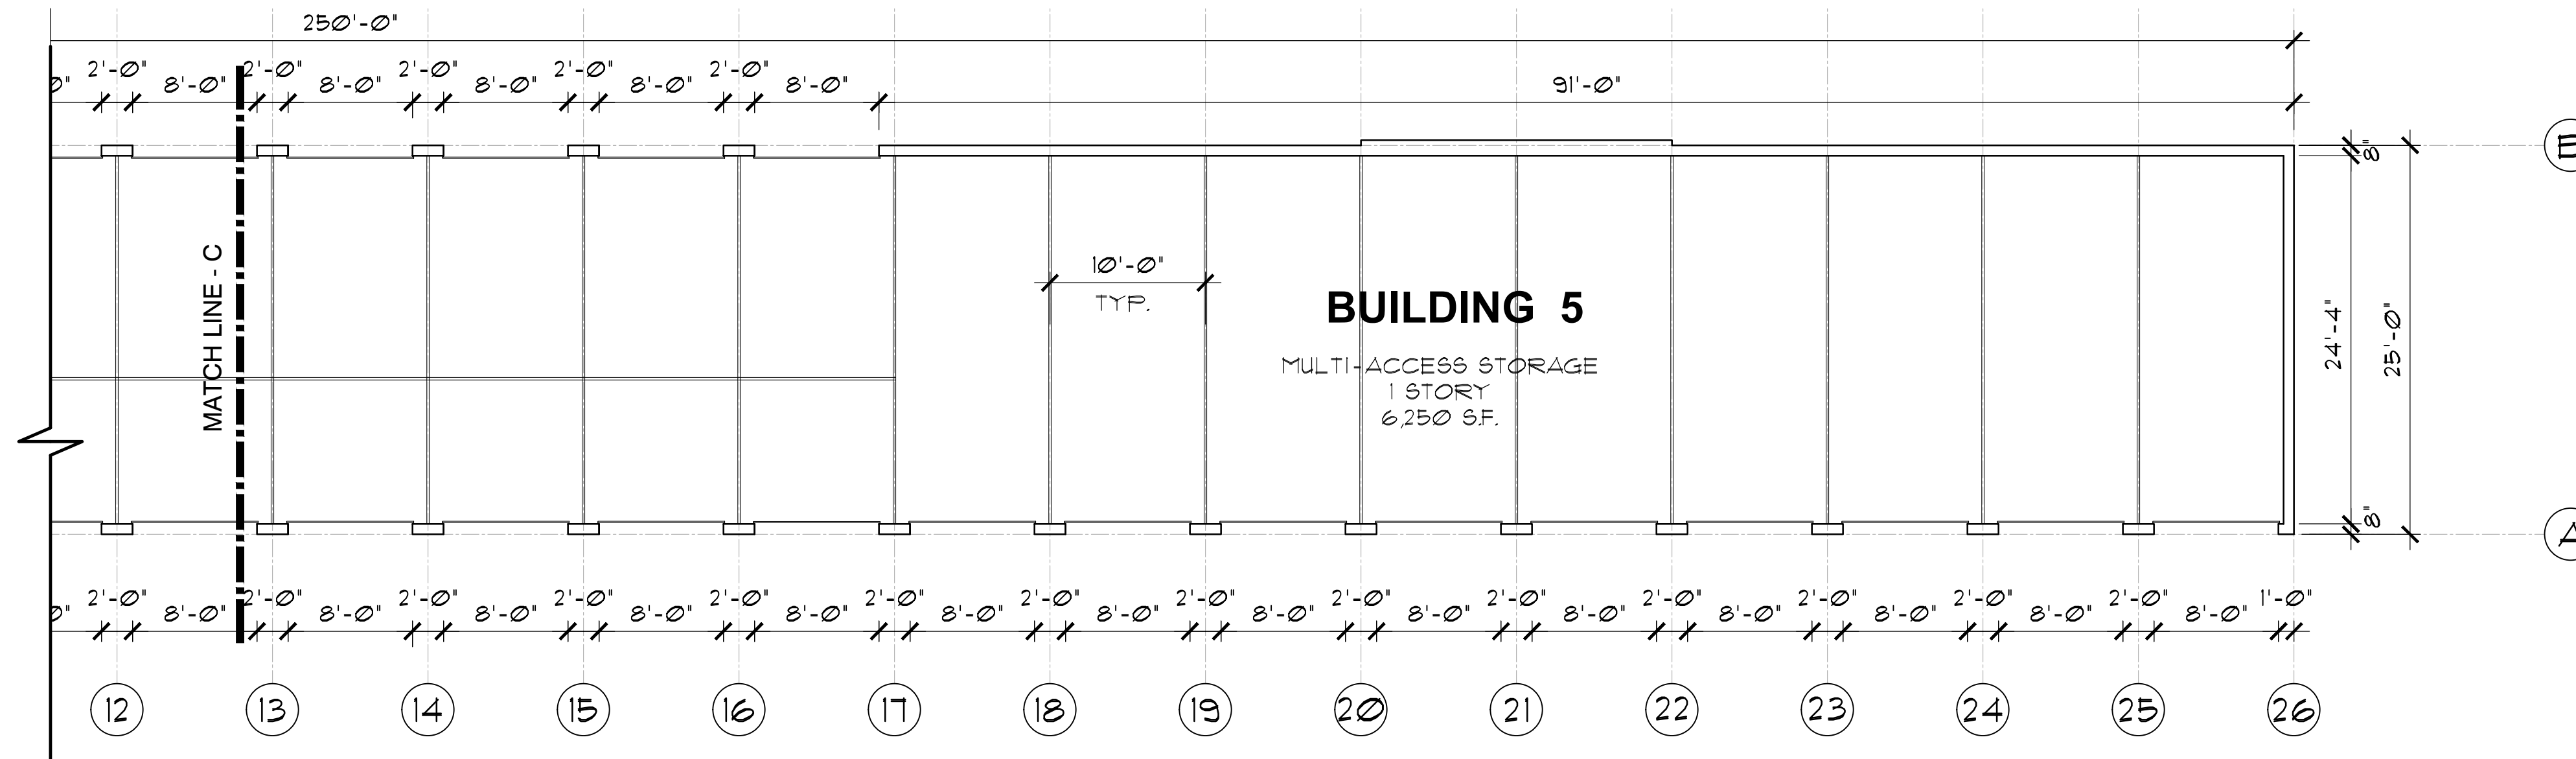 250'-0"
2'-0" 2'-0" 2'-0" 2'-0" 2'-0"
0" 8'-0" 8'-0" 8'-0" 8'-0" 8'-0" 91'-0"
B
8"
MATCH LINE - C
10'-0"
TYP.
BUILDING 5
MULTI-ACCESS STORAGE
1 STORY
6,250 S.F.
24'-4"
25'-0"
8"
A
2'-0" 2'-0" 2'-0" 2'-0" 2'-0" 2'-0" 2'-0" 2'-0" 2'-0" 2'-0" 2'-0" 2'-0" 2'-0" 2'-0" 1'-0"
0" 8'-0" 8'-0" 8'-0" 8'-0" 8'-0" 8'-0" 8'-0" 8'-0" 8'-0" 8'-0" 8'-0" 8'-0" 8'-0" 8'-0"
12 13 14 15 16 17 18 19 20 21 22 23 24 25 26